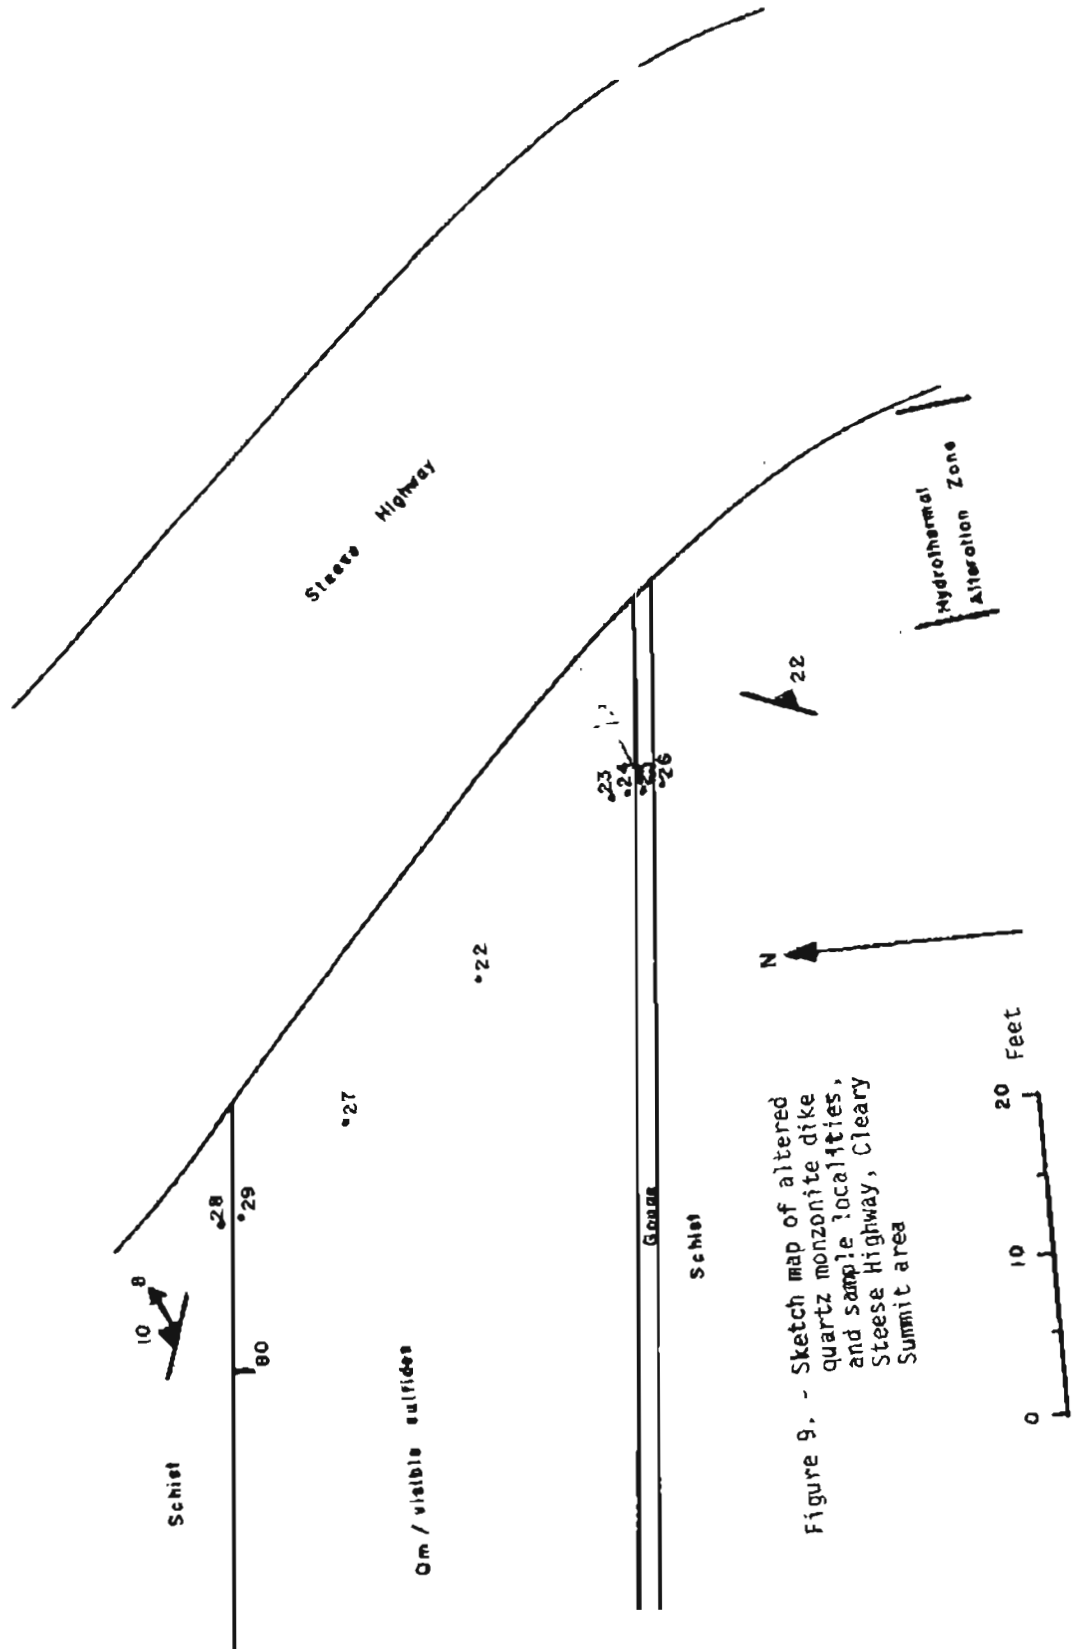 Steese Highway
Schist
10
8
80
28
29
27
22
23
24
25
26
22
Qm / visible sulfides
Gouge
Schist
Hydrothermal
Alteration Zone
N
Figure 9. - Sketch map of altered
quartz monzonite dike
and sample localities,
Steese Highway, Cleary
Summit area
0 10 20 Feet